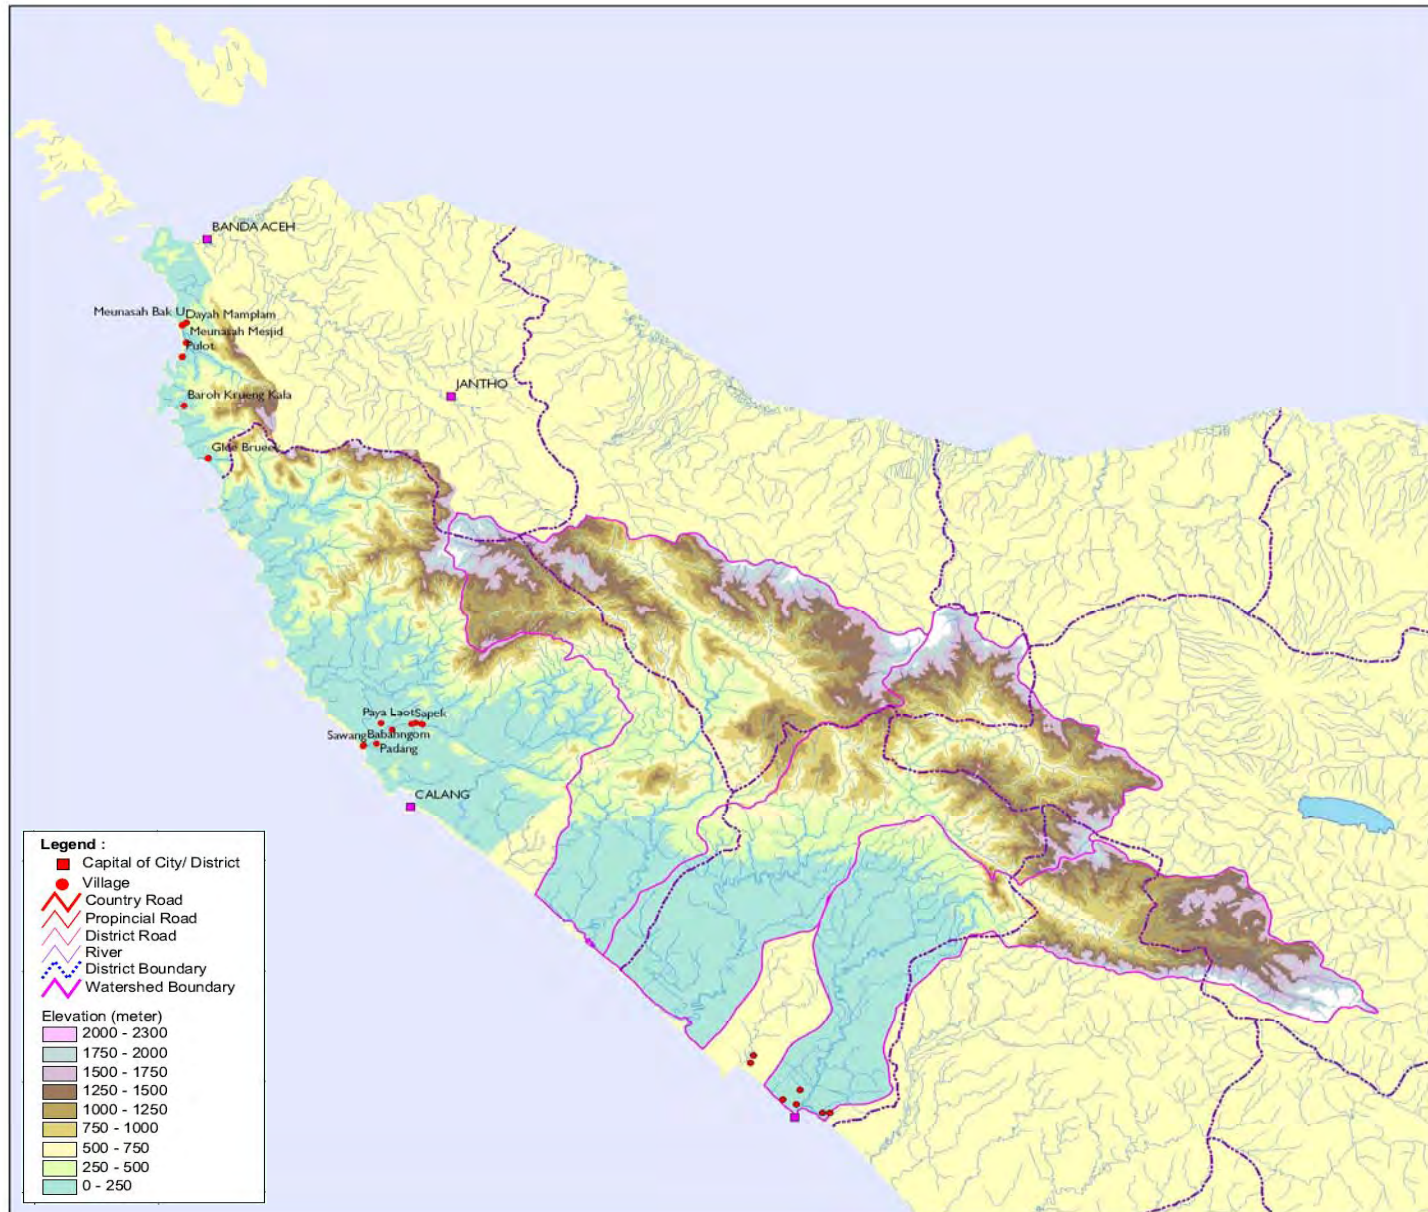 BANDA ACEH
Meunasah Bak U
Dayah Mamplam
Meunasah Mesjid
Pulot
JANTHO
Baroh Krueng Kala
Glee Brueek
Paya Laot
Sapek
Sawang
Babahngom
Padang
CALANG
Legend :
Capital of City/ District
Village
Country Road
Propincial Road
District Road
River
District Boundary
Watershed Boundary
Elevation (meter)
2000 - 2300
1750 - 2000
1500 - 1750
1250 - 1500
1000 - 1250
750 - 1000
500 - 750
250 - 500
0 - 250